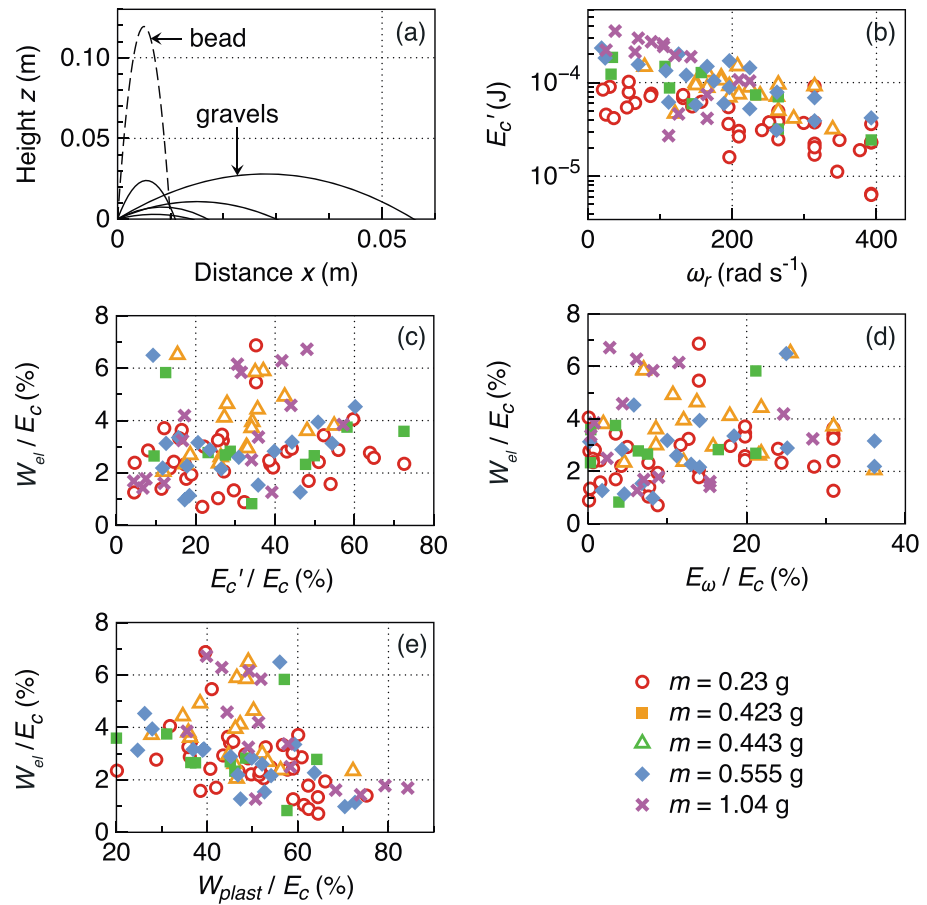 (a)
0.10
0.05
0
Height z (m)
bead
gravels
0
0.05
Distance x (m)
(b)
10⁻⁴
10⁻⁵
E_c' (J)
0
200
400
ω_r (rad s⁻¹)
(c)
8
6
4
2
0
W_el / E_c (%)
0
20
40
60
80
E_c' / E_c (%)
(d)
8
6
4
2
0
W_el / E_c (%)
0
20
40
E_ω / E_c (%)
(e)
8
6
4
2
0
W_el / E_c (%)
20
40
60
80
W_plast / E_c (%)
m = 0.23 g
m = 0.423 g
m = 0.443 g
m = 0.555 g
m = 1.04 g